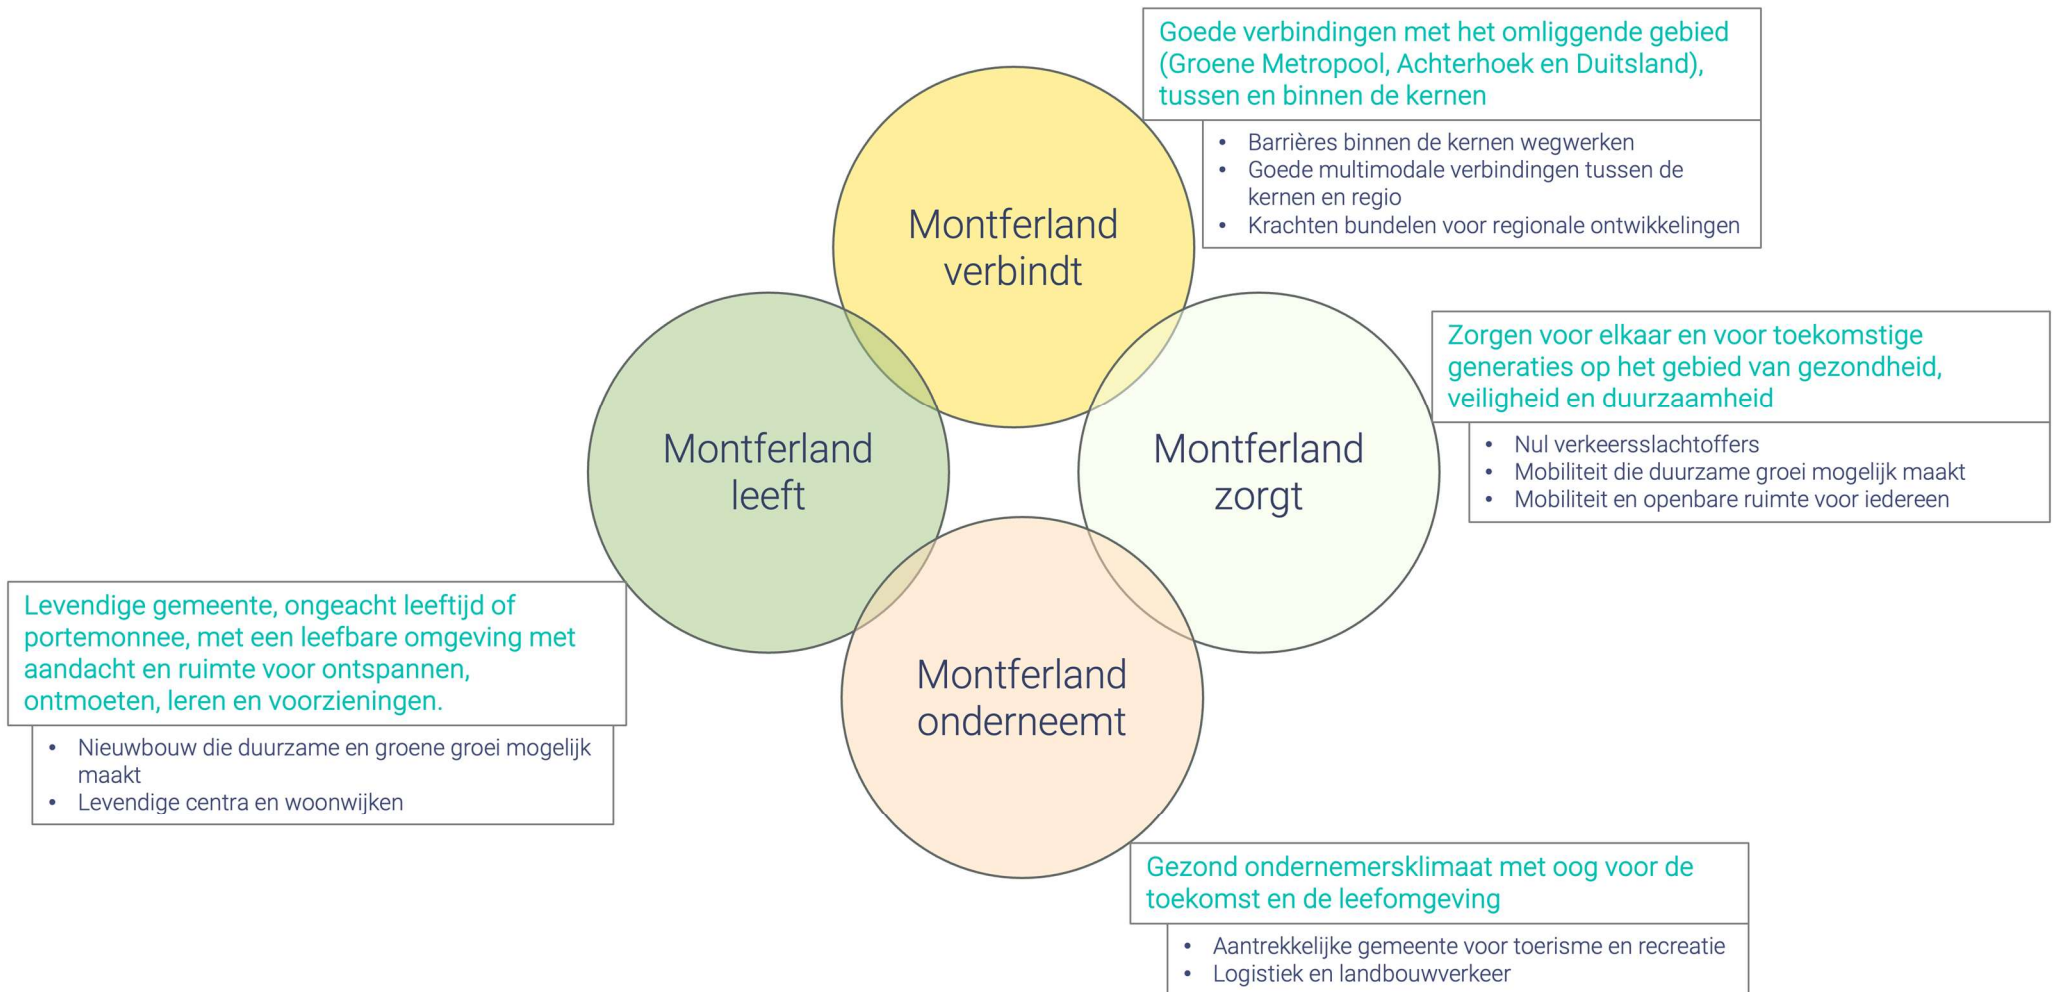 Goede verbindingen met het omliggende gebied
(Groene Metropool, Achterhoek en Duitsland),
tussen en binnen de kernen
• Barrières binnen de kernen wegwerken
• Goede multimodale verbindingen tussen de
kernen en regio
• Krachten bundelen voor regionale ontwikkelingen
Montferland
verbindt
Zorgen voor elkaar en voor toekomstige
generaties op het gebied van gezondheid,
veiligheid en duurzaamheid
• Nul verkeersslachtoffers
• Mobiliteit die duurzame groei mogelijk maakt
• Mobiliteit en openbare ruimte voor iedereen
Montferland
leeft
Montferland
zorgt
Levendige gemeente, ongeacht leeftijd of
portemonnee, met een leefbare omgeving met
aandacht en ruimte voor ontspannen,
ontmoeten, leren en voorzieningen.
• Nieuwbouw die duurzame en groene groei mogelijk
maakt
• Levendige centra en woonwijken
Montferland
onderneemt
Gezond ondernemersklimaat met oog voor de
toekomst en de leefomgeving
• Aantrekkelijke gemeente voor toerisme en recreatie
• Logistiek en landbouwverkeer